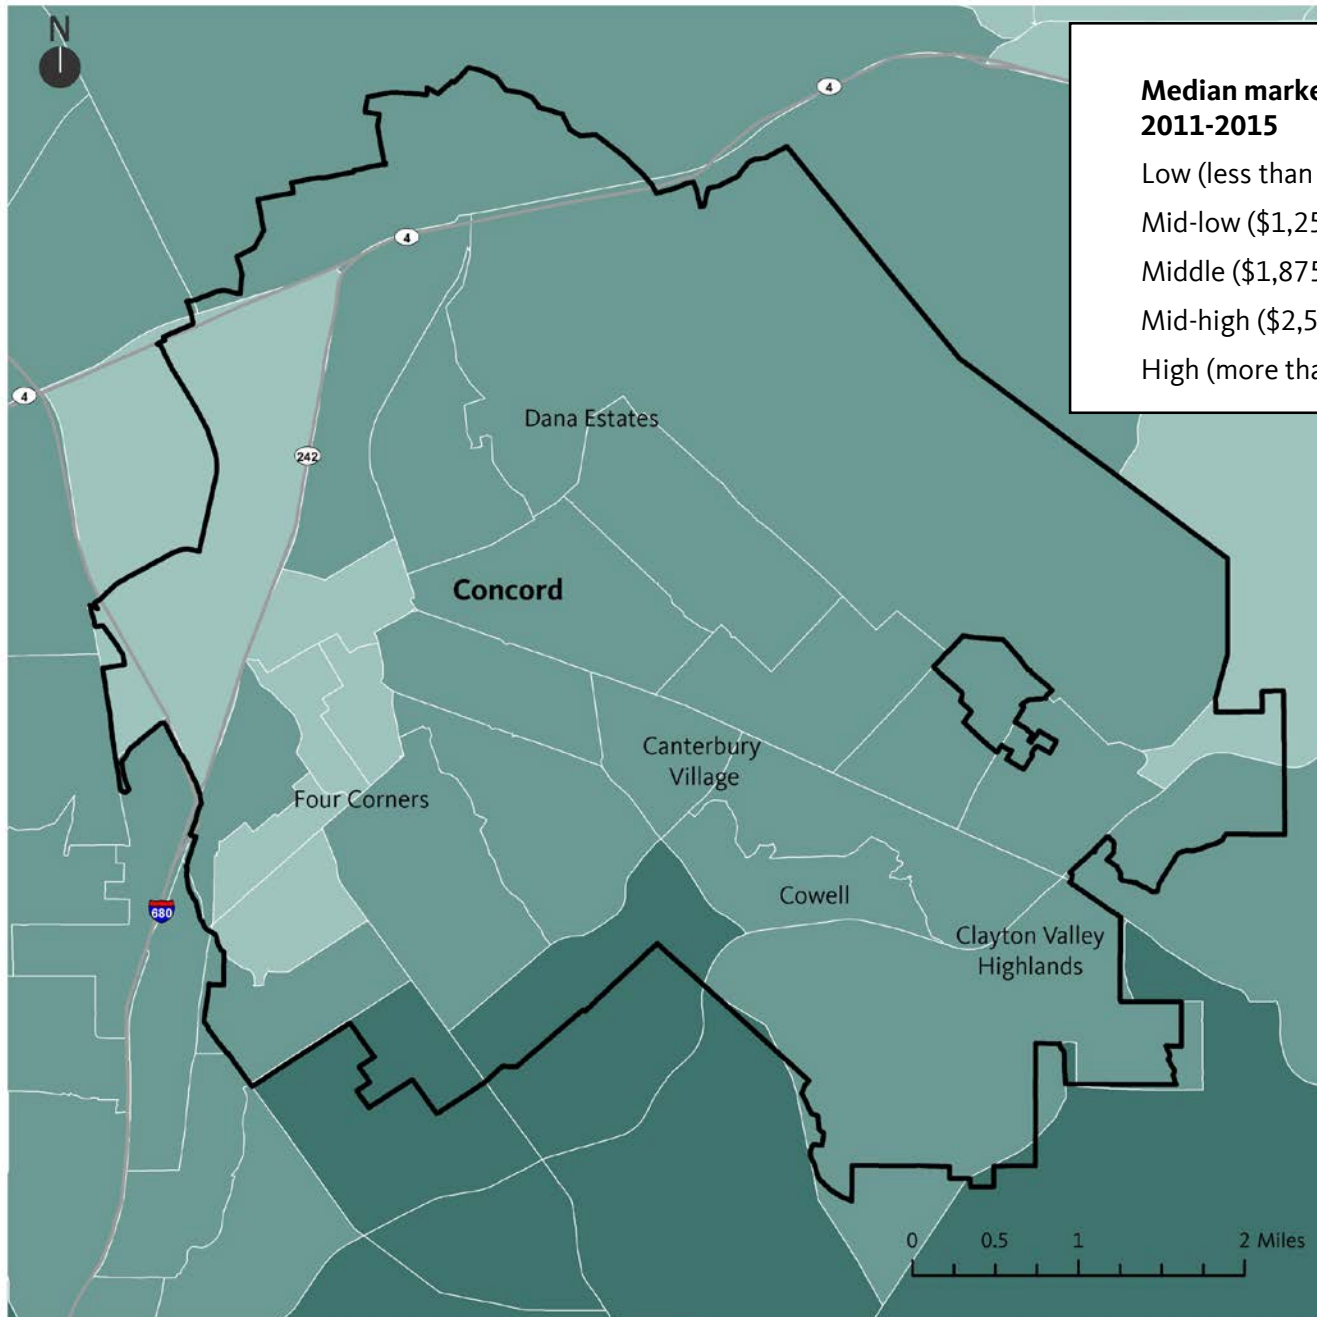 N
4
Median marke
2011-2015
Low (less than
Mid-low ($1,25
Middle ($1,875
Mid-high ($2,5
High (more tha
4
4
242
Dana Estates
Concord
Canterbury
Village
Four Corners
Cowell
680
Clayton Valley
Highlands
0 0.5 1 2 Miles